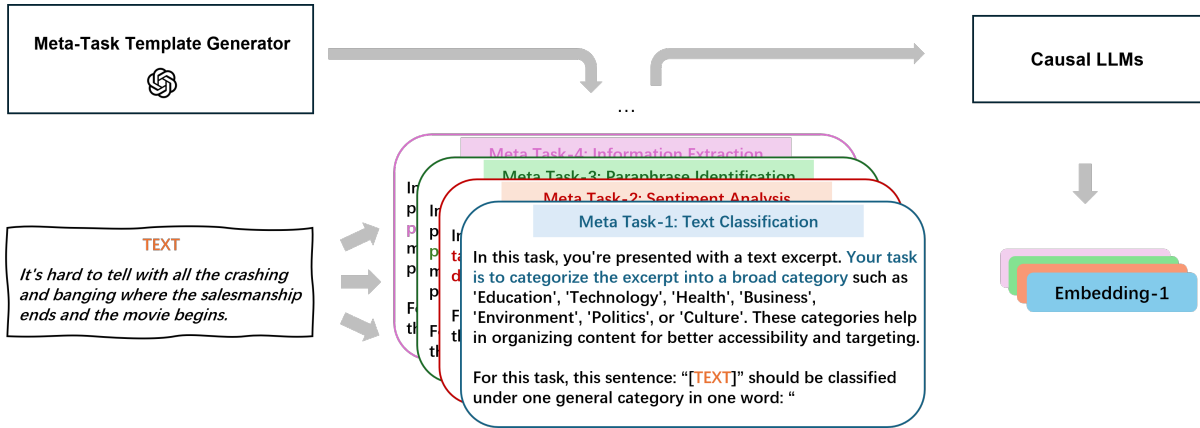 Meta-Task Template Generator
Causal LLMs
...
Meta Task-4: Information Extraction
Meta Task-3: Paraphrase Identification
Meta Task-2: Sentiment Analysis
Meta Task-1: Text Classification
TEXT
It's hard to tell with all the crashing
and banging where the salesmanship
ends and the movie begins.
In this task, you're presented with a text excerpt. Your task
is to categorize the excerpt into a broad category such as
'Education', 'Technology', 'Health', 'Business',
'Environment', 'Politics', or 'Culture'. These categories help
in organizing content for better accessibility and targeting.
For this task, this sentence: “[TEXT]” should be classified
under one general category in one word: “
Embedding-1